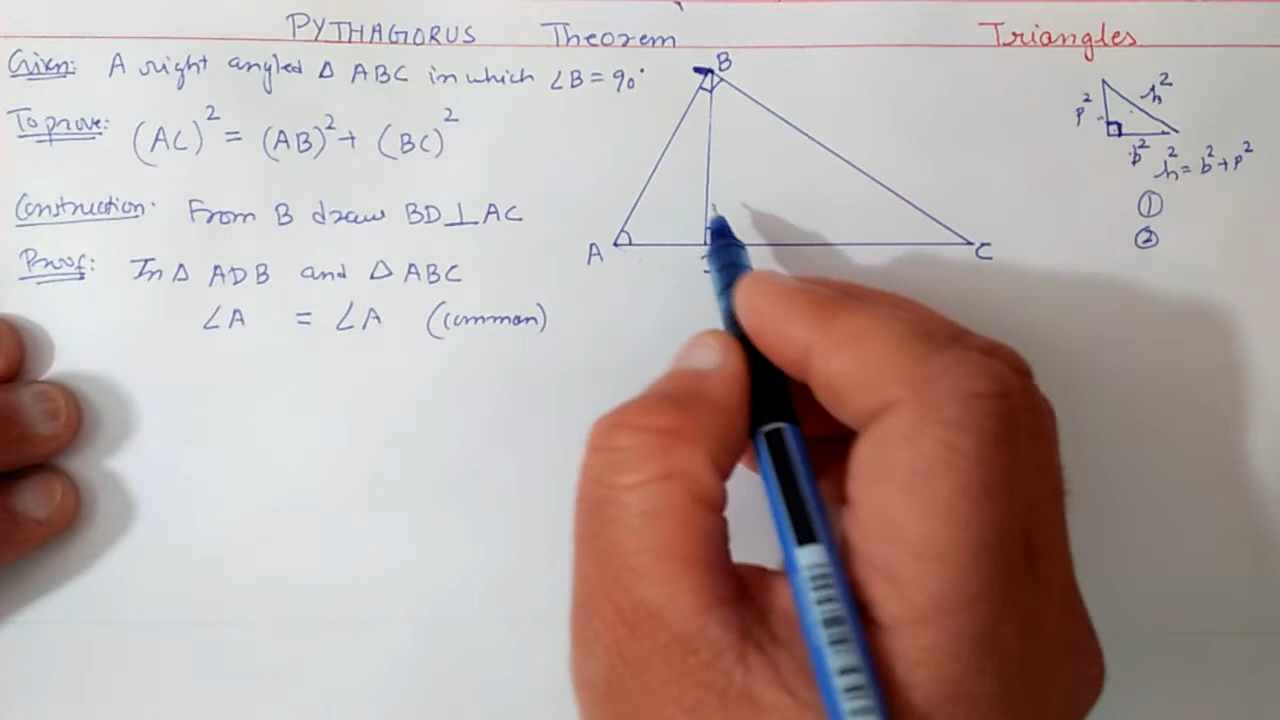 PYTHAGORUS Theorem
Triangles
Given: A right angled Δ ABC in which ∠B = 90°
To prove: (AC)² = (AB)² + (BC)²
Construction: From B draw BD⊥AC
Proof: In Δ ADB and Δ ABC
∠A = ∠A (common)
B
A
C
p²
h²
b²
h² = b² + p²
①
②